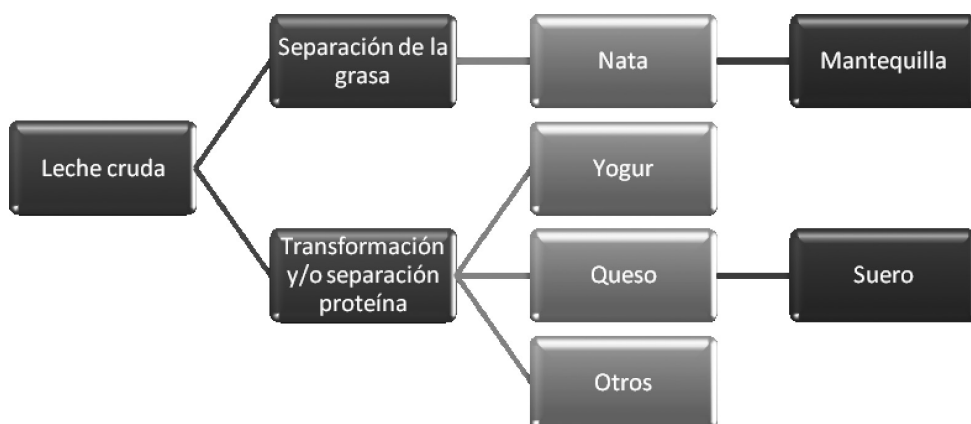 Leche cruda
Separación de la
grasa
Nata
Mantequilla
Transformación
y/o separación
proteína
Yogur
Queso
Suero
Otros